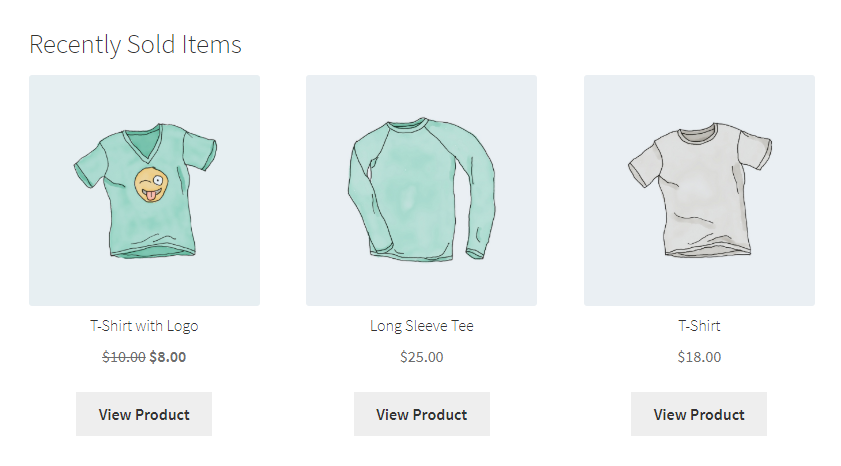 Recently Sold Items
T-Shirt with Logo
$10.00 $8.00
View Product
Long Sleeve Tee
$25.00
View Product
T-Shirt
$18.00
View Product